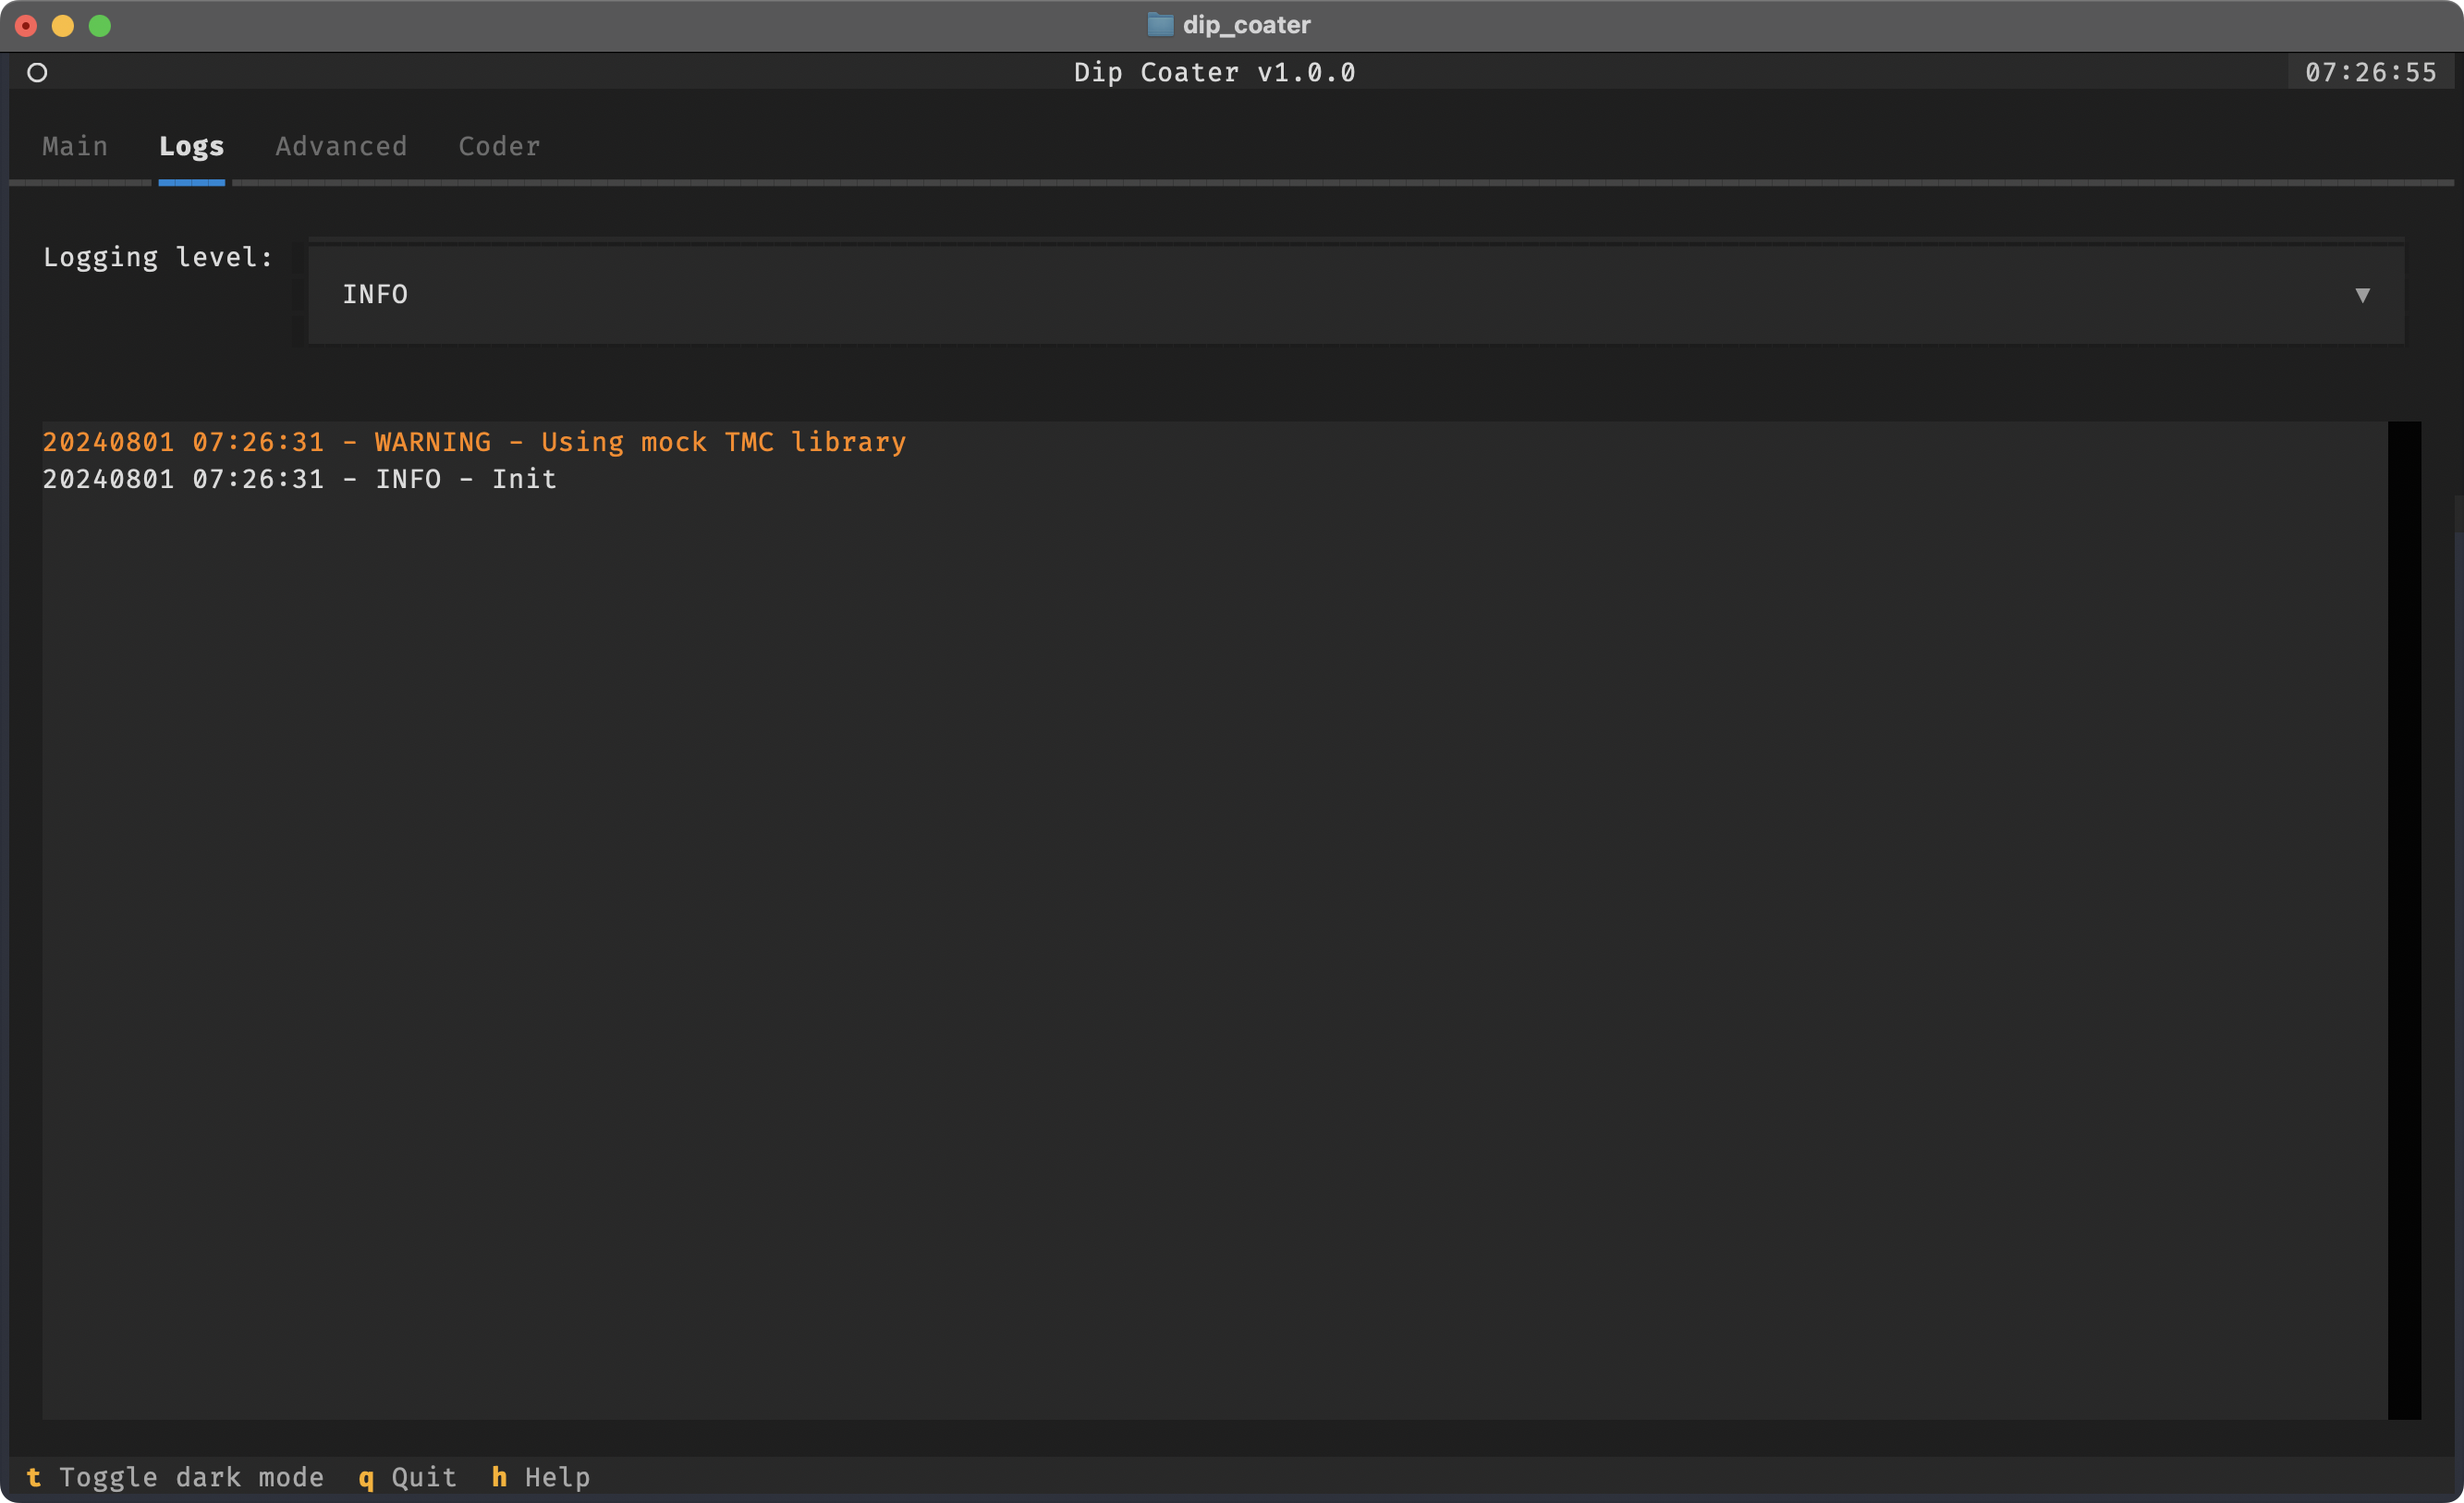 dip_coater
Dip Coater v1.0.0 07:26:55
Main Logs Advanced Coder
Logging level:
INFO ▼
20240801 07:26:31 - WARNING - Using mock TMC library
20240801 07:26:31 - INFO - Init
t Toggle dark mode q Quit h Help